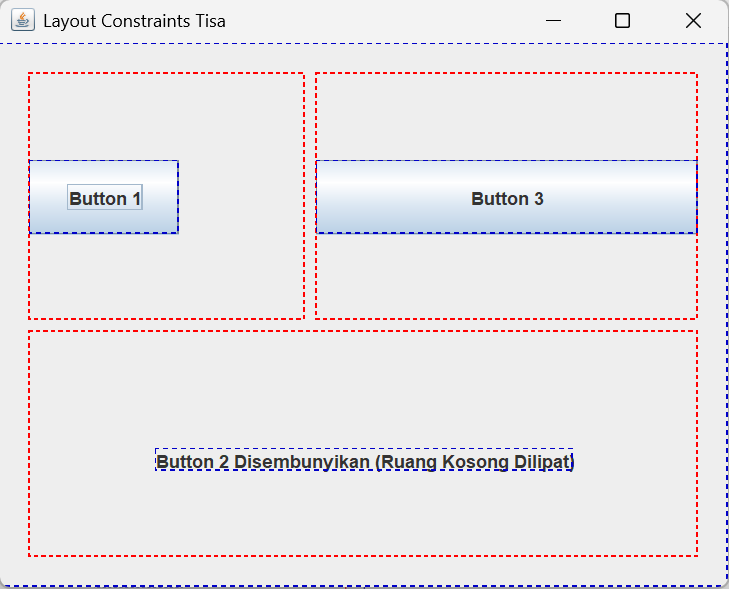 Layout Constraints Tisa
Button 1
Button 3
Button 2 Disembunyikan (Ruang Kosong Dilipat)